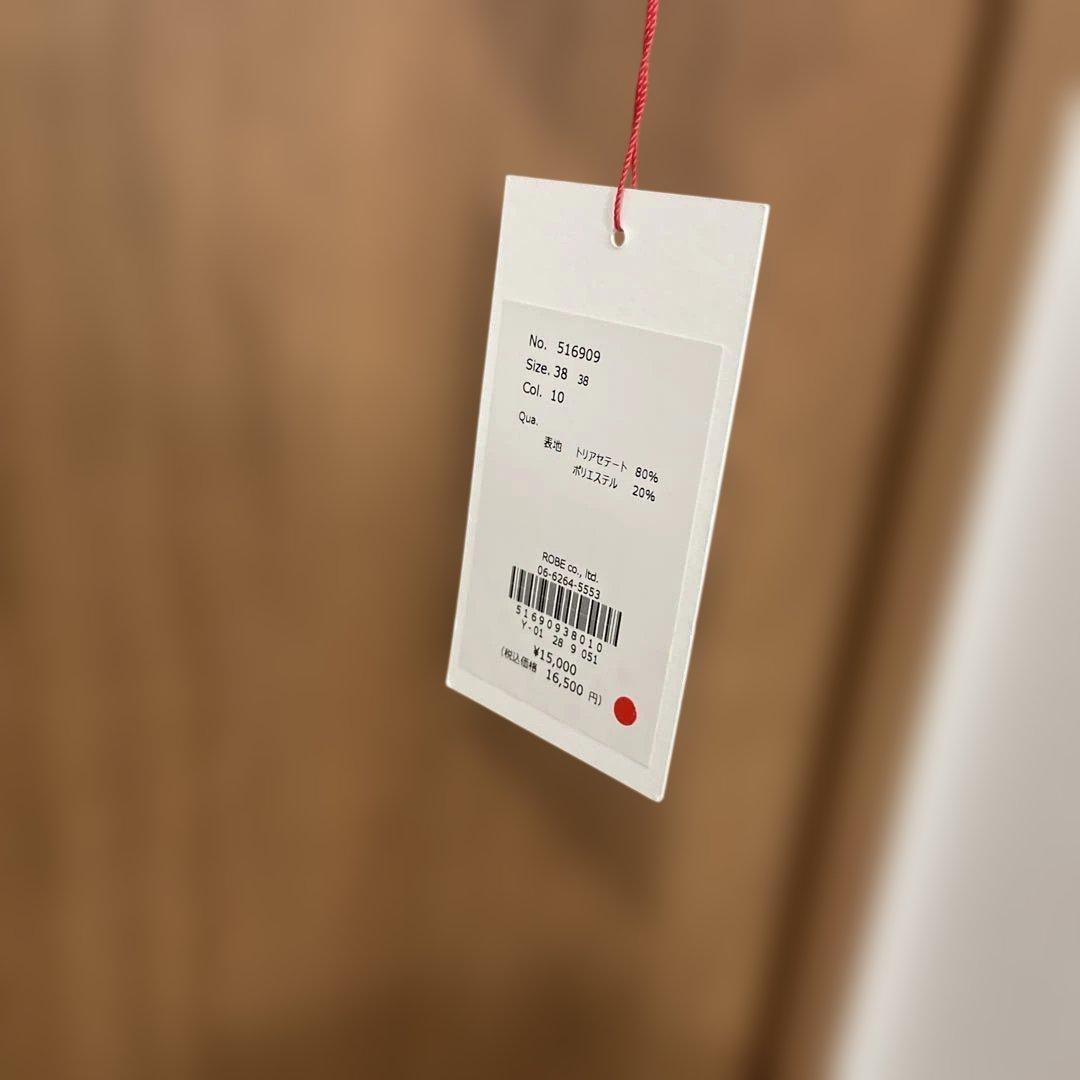 No. 516909
Size. 38 38
Col. 10
Qua.
表地 トリアセテート 80%
ポリエステル 20%
ROBE co., ltd.
06-6264-5553
51690938010
Y-01 28 9 051
¥15,000
(税込価格 16,500 円)